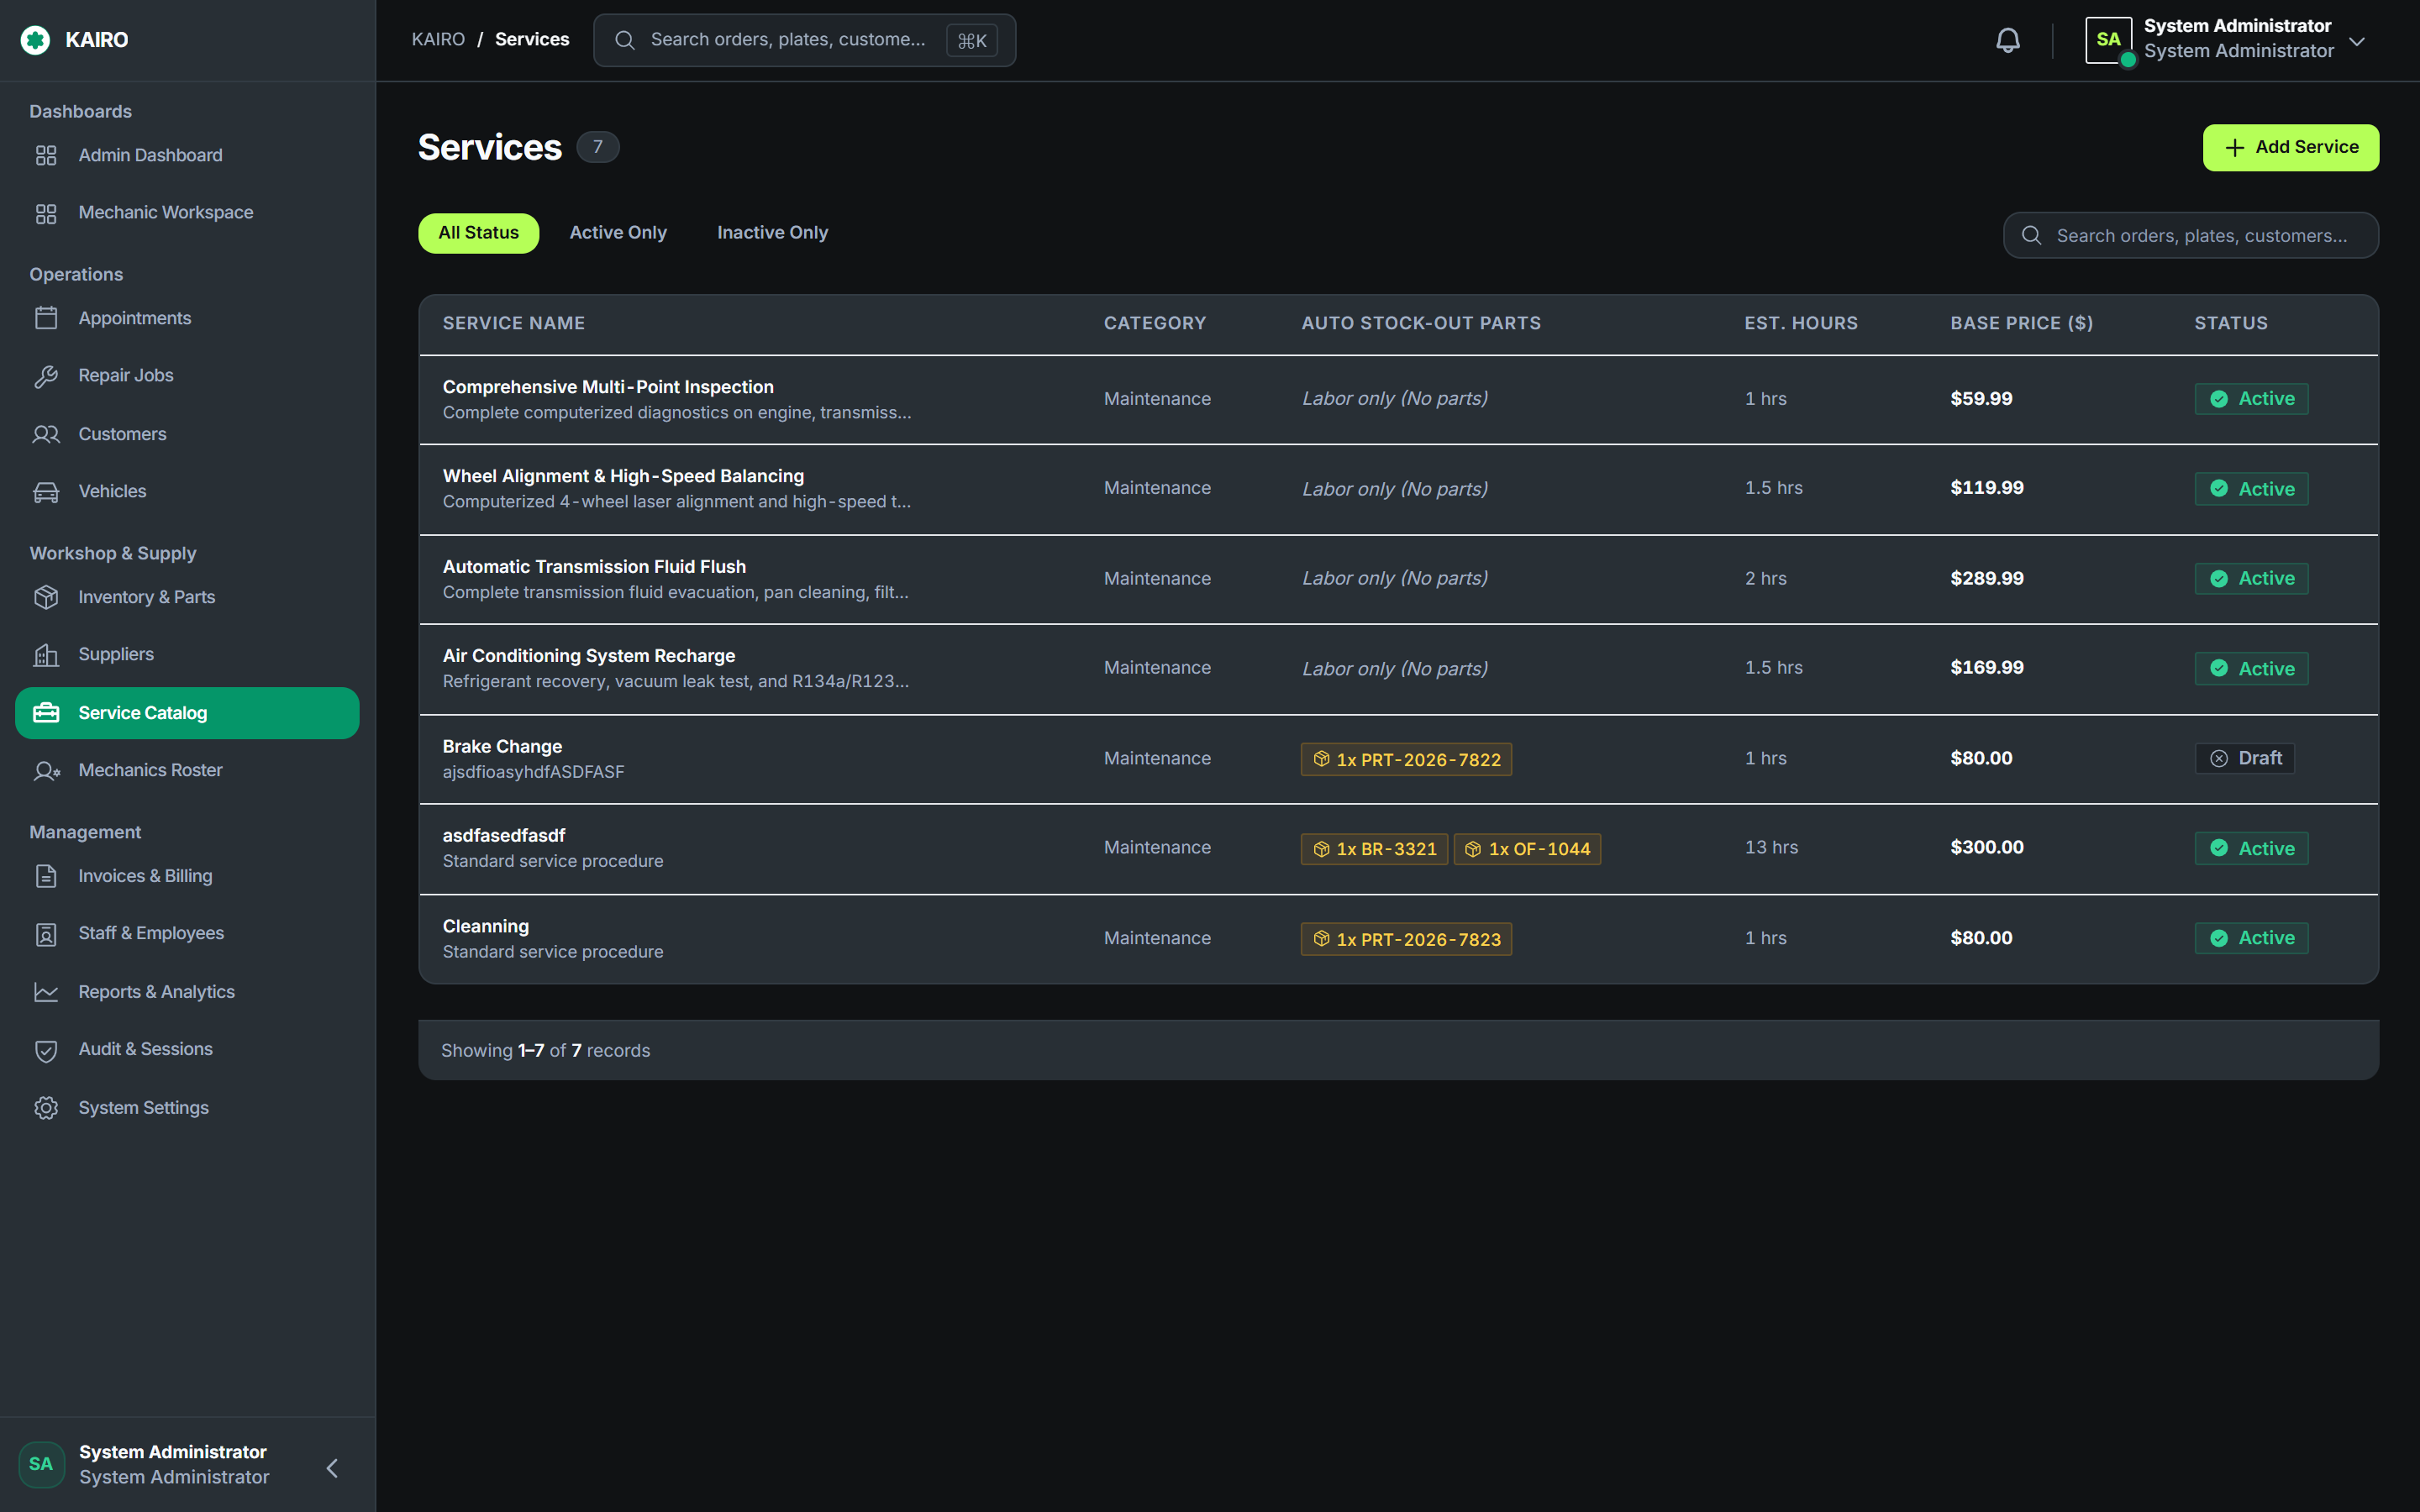 KAIRO
Dashboards
Admin Dashboard
Mechanic Workspace
Operations
Appointments
Repair Jobs
Customers
Vehicles
Workshop & Supply
Inventory & Parts
Suppliers
Service Catalog
Mechanics Roster
Management
Invoices & Billing
Staff & Employees
Reports & Analytics
Audit & Sessions
System Settings
SA
System Administrator
System Administrator
KAIRO / Services
Search orders, plates, custome... ⌘K
SA
System Administrator
System Administrator
Services 7
Add Service
All Status Active Only Inactive Only
Search orders, plates, customers...
SERVICE NAME CATEGORY AUTO STOCK-OUT PARTS EST. HOURS BASE PRICE ($) STATUS
Comprehensive Multi-Point Inspection
Complete computerized diagnostics on engine, transmiss...
Maintenance Labor only (No parts) 1 hrs $59.99 Active
Wheel Alignment & High-Speed Balancing
Computerized 4-wheel laser alignment and high-speed t...
Maintenance Labor only (No parts) 1.5 hrs $119.99 Active
Automatic Transmission Fluid Flush
Complete transmission fluid evacuation, pan cleaning, filt...
Maintenance Labor only (No parts) 2 hrs $289.99 Active
Air Conditioning System Recharge
Refrigerant recovery, vacuum leak test, and R134a/R123...
Maintenance Labor only (No parts) 1.5 hrs $169.99 Active
Brake Change
ajsdfioasyhdfASDFASF
Maintenance 1x PRT-2026-7822 1 hrs $80.00 Draft
asdfasedfasdf
Standard service procedure
Maintenance 1x BR-3321 1x OF-1044 13 hrs $300.00 Active
Cleanning
Standard service procedure
Maintenance 1x PRT-2026-7823 1 hrs $80.00 Active
Showing 1–7 of 7 records